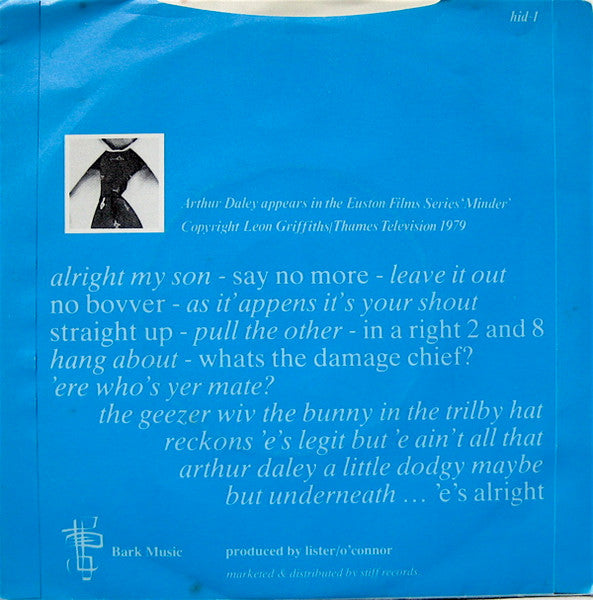 hid-1
Arthur Daley appears in the Euston Films Series 'Minder'
Copyright Leon Griffiths/Thames Television 1979
alright my son - say no more - leave it out
no bovver - as it'appens it's your shout
straight up - pull the other - in a right 2 and 8
hang about - whats the damage chief?
'ere who's yer mate?
the geezer wiv the bunny in the trilby hat
reckons 'e's legit but 'e ain't all that
arthur daley a little dodgy maybe
but underneath ... 'e's alright
Bark Music
produced by lister/o'connor
marketed & distributed by stiff records.